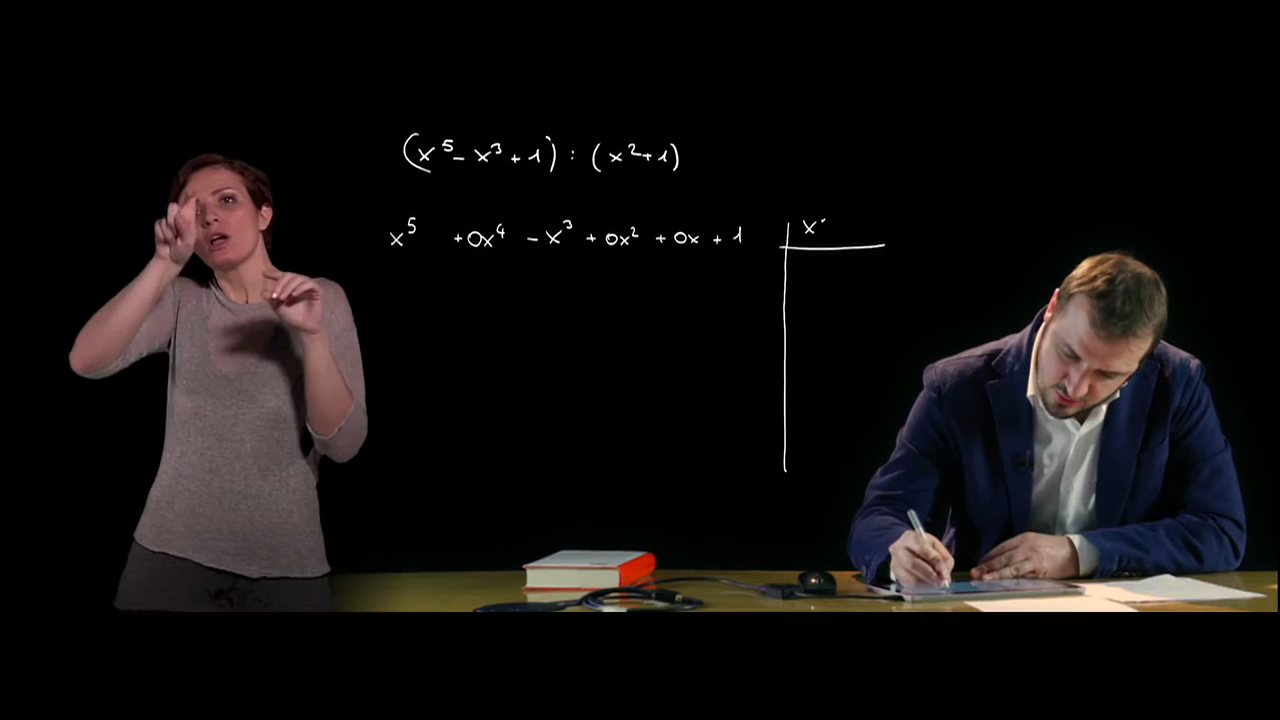 (x⁵ - x³ + 1) : (x² + 1)
x⁵ + 0x⁴ - x³ + 0x² + 0x + 1 | x